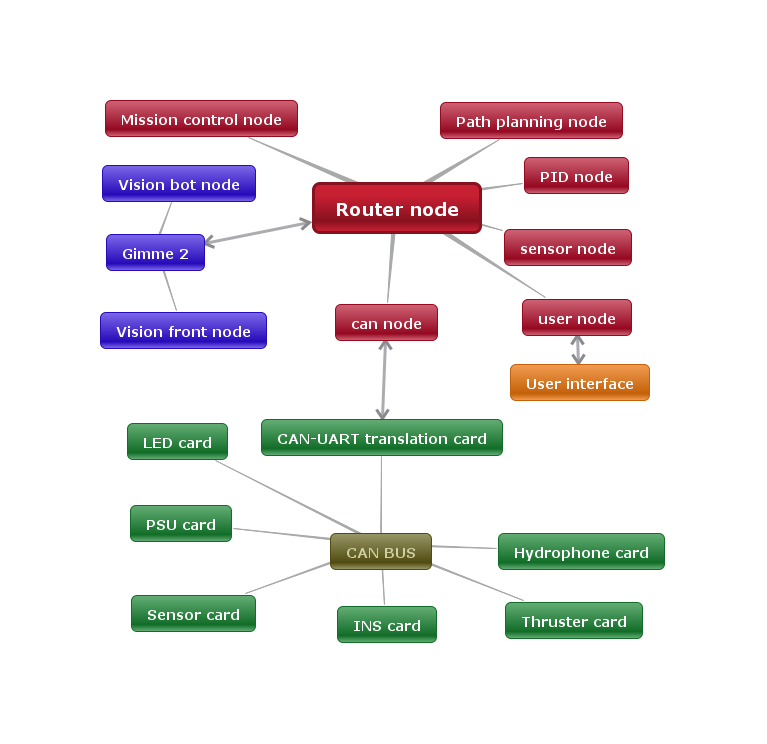 Mission control node
Path planning node
Vision bot node
PID node
Router node
sensor node
Gimme 2
Vision front node
can node
user node
User interface
LED card
CAN-UART translation card
PSU card
CAN BUS
Hydrophone card
Sensor card
INS card
Thruster card